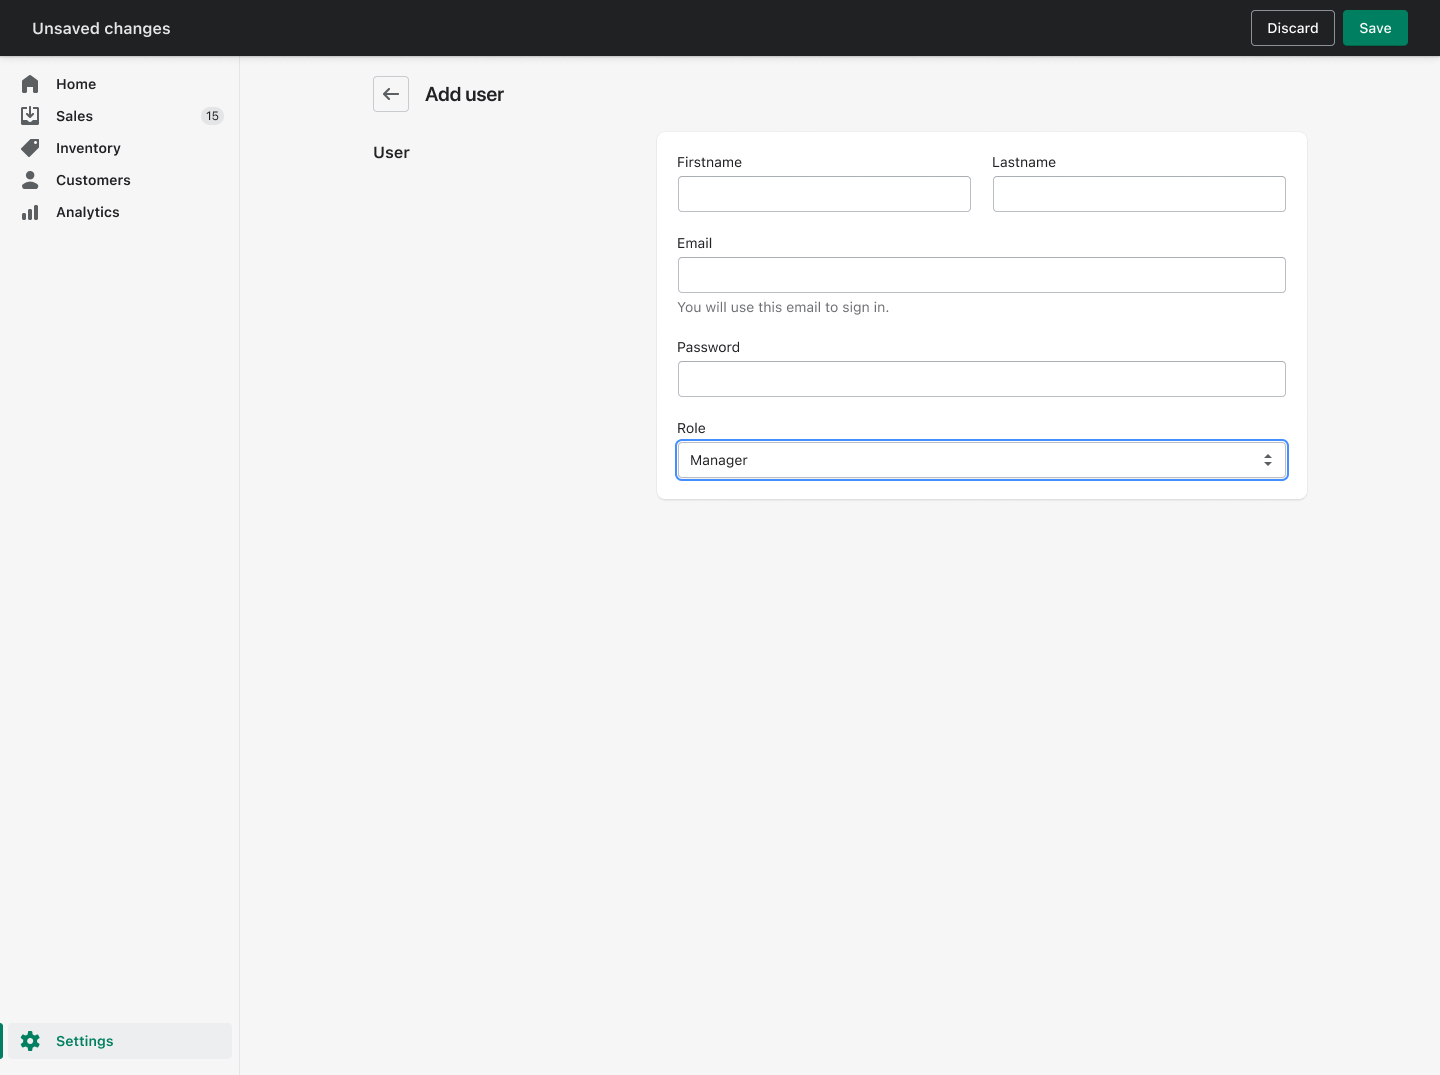 Unsaved changes
Discard
Save
Home
Sales
15
Inventory
Customers
Analytics
Settings
Add user
User
Firstname
Lastname
Email
You will use this email to sign in.
Password
Role
Manager